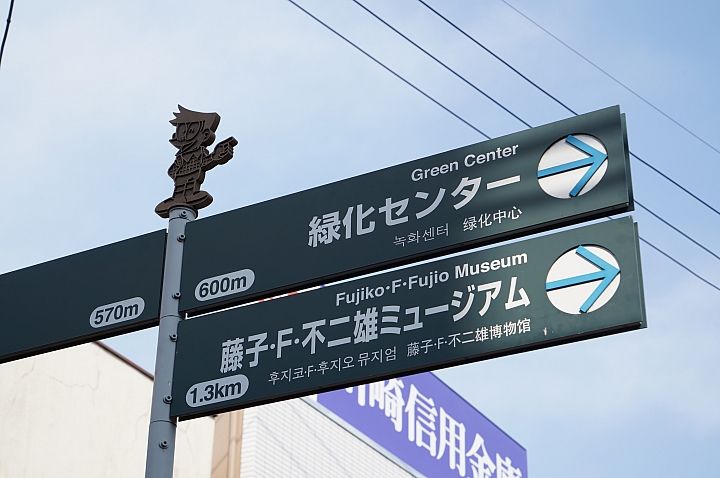 Green Center
緑化センター
녹화센터 绿化中心
600m
570m
Fujiko・F・Fujio Museum
藤子・F・不二雄ミュージアム
후지코・F・후지오 뮤지엄 藤子・F・不二雄博物馆
1.3km
崎信用金庫